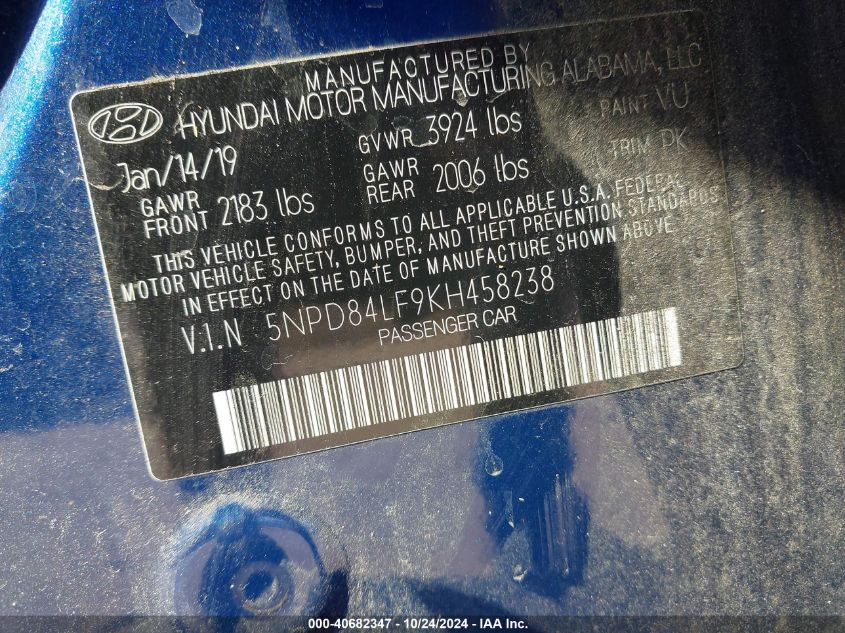 MANUFACTURED BY
HYUNDAI MOTOR MANUFACTURING ALABAMA, LLC
Jan/14/19 GVWR 3924 lbs PAINT VU
GAWR FRONT 2183 lbs GAWR REAR 2006 lbs TRIM PK
THIS VEHICLE CONFORMS TO ALL APPLICABLE U.S.A. FEDERAL
MOTOR VEHICLE SAFETY, BUMPER, AND THEFT PREVENTION STANDARDS
IN EFFECT ON THE DATE OF MANUFACTURE SHOWN ABOVE
V.I.N 5NPD84LF9KH458238
PASSENGER CAR
000-40682347 • 10/24/2024 - IAA Inc.